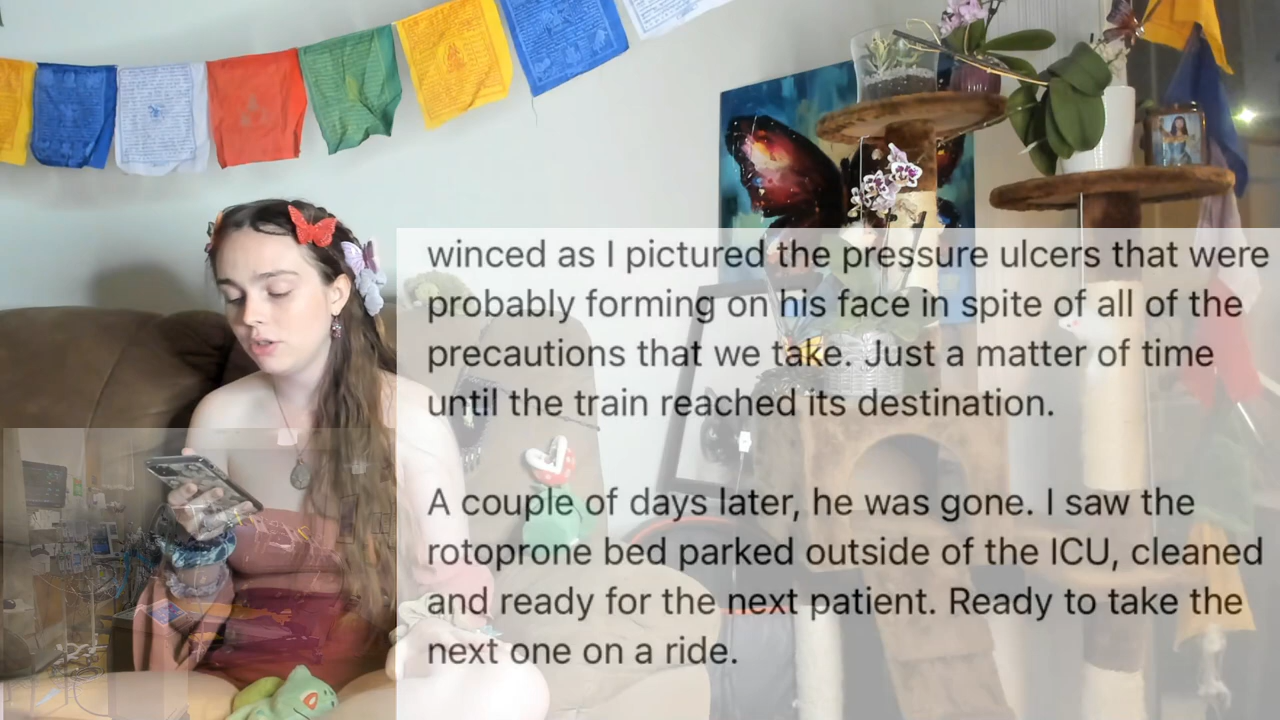 winced as I pictured the pressure ulcers that were
probably forming on his face in spite of all of the
precautions that we take. Just a matter of time
until the train reached its destination.
A couple of days later, he was gone. I saw the
rotoprone bed parked outside of the ICU, cleaned
and ready for the next patient. Ready to take the
next one on a ride.